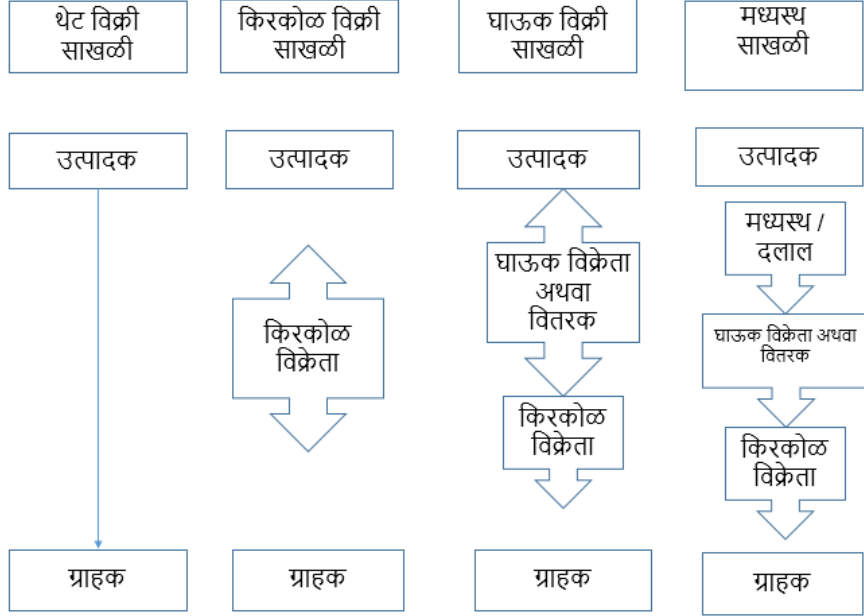 थेट विक्री
साखळी
किरकोळ विक्री
साखळी
घाऊक विक्री
साखळी
मध्यस्थ
साखळी
उत्पादक
उत्पादक
उत्पादक
उत्पादक
मध्यस्थ /
दलाल
घाऊक विक्रेता
अथवा
वितरक
किरकोळ
विक्रेता
घाऊक विक्रेता अथवा
वितरक
किरकोळ
विक्रेता
किरकोळ
विक्रेता
ग्राहक
ग्राहक
ग्राहक
ग्राहक